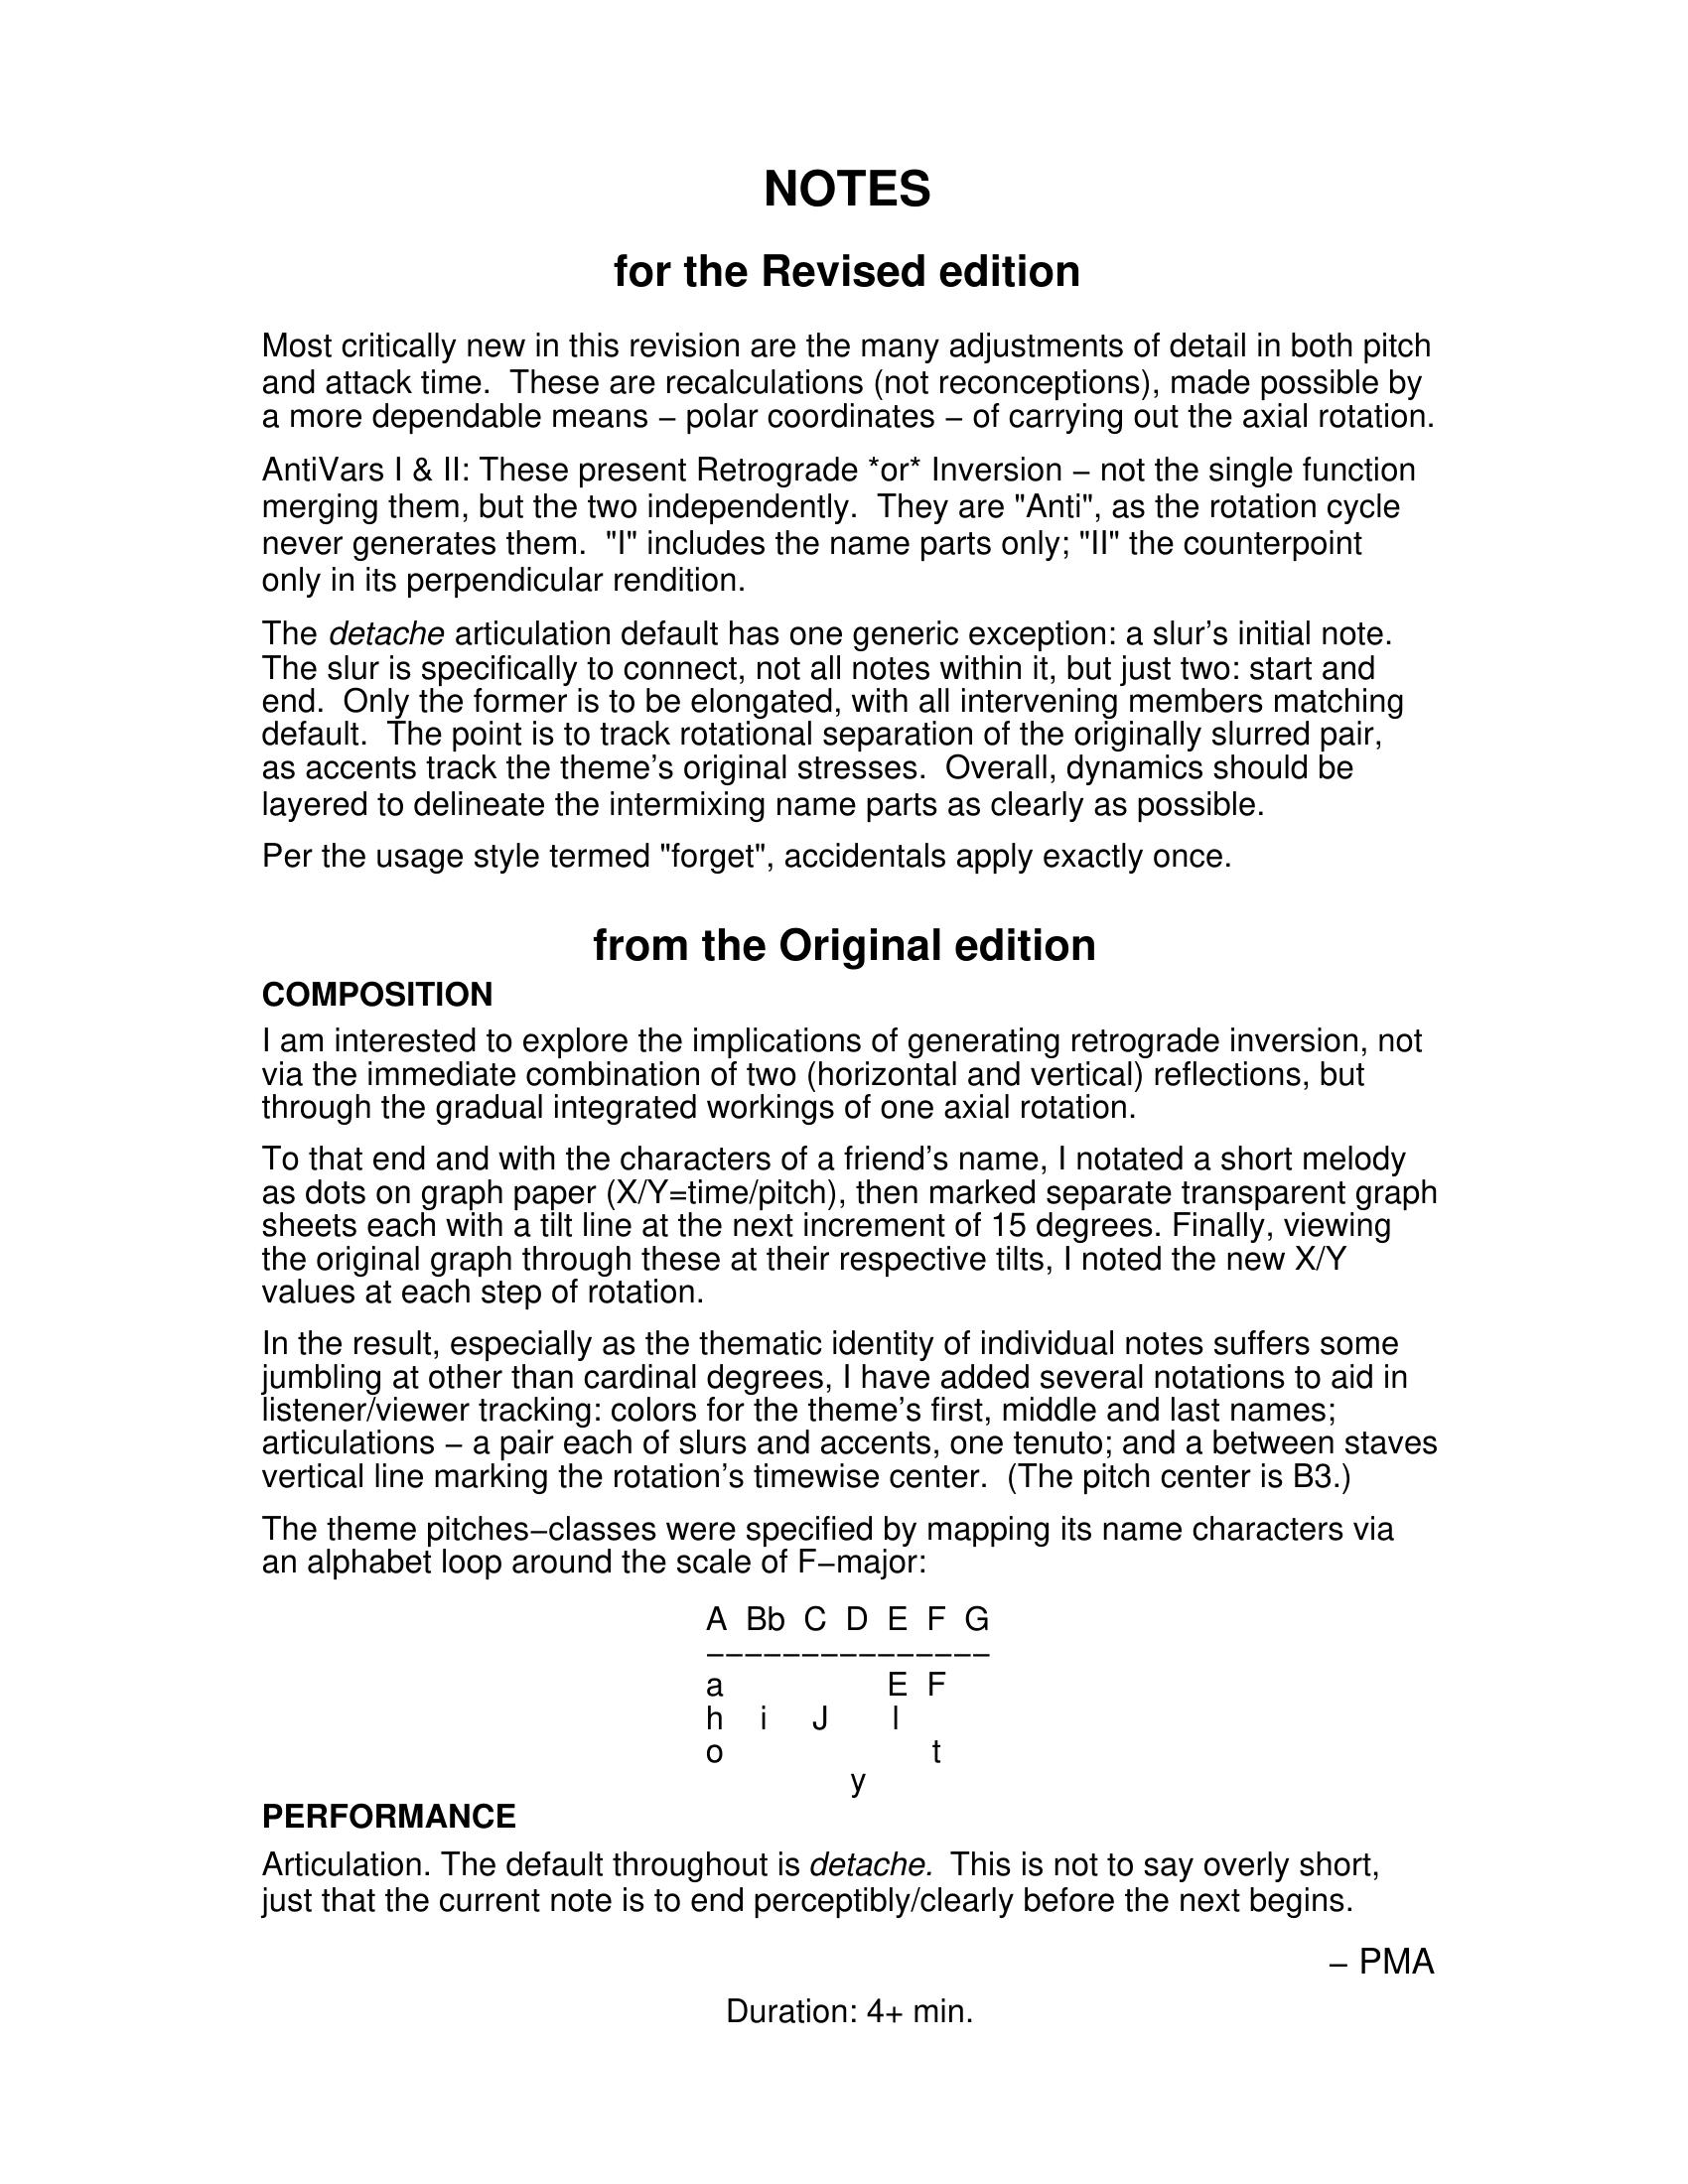 NOTES
for the Revised edition
Most critically new in this revision are the many adjustments of detail in both pitch
and attack time.  These are recalculations (not reconceptions), made possible by
a more dependable means − polar coordinates − of carrying out the axial rotation.
AntiVars I & II: These present Retrograde *or* Inversion − not the single function
merging them, but the two independently.  They are "Anti", as the rotation cycle
never generates them.  "I" includes the name parts only; "II" the counterpoint
only in its perpendicular rendition.
The detache articulation default has one generic exception: a slur’s initial note.
The slur is specifically to connect, not all notes within it, but just two: start and
end.  Only the former is to be elongated, with all intervening members matching
default.  The point is to track rotational separation of the originally slurred pair,
as accents track the theme’s original stresses.  Overall, dynamics should be
layered to delineate the intermixing name parts as clearly as possible.
Per the usage style termed "forget", accidentals apply exactly once.
from the Original edition
COMPOSITION
I am interested to explore the implications of generating retrograde inversion, not
via the immediate combination of two (horizontal and vertical) reflections, but
through the gradual integrated workings of one axial rotation.
To that end and with the characters of a friend’s name, I notated a short melody
as dots on graph paper (X/Y=time/pitch), then marked separate transparent graph
sheets each with a tilt line at the next increment of 15 degrees. Finally, viewing
the original graph through these at their respective tilts, I noted the new X/Y
values at each step of rotation.
In the result, especially as the thematic identity of individual notes suffers some
jumbling at other than cardinal degrees, I have added several notations to aid in
listener/viewer tracking: colors for the theme’s first, middle and last names;
articulations − a pair each of slurs and accents, one tenuto; and a between staves
vertical line marking the rotation’s timewise center.  (The pitch center is B3.)
The theme pitches−classes were specified by mapping its name characters via
an alphabet loop around the scale of F−major:
A  Bb  C  D  E  F  G
−−−−−−−−−−−−−−−
a E F
h i J l
o t
y
PERFORMANCE
Articulation. The default throughout is detache.  This is not to say overly short,
just that the current note is to end perceptibly/clearly before the next begins.
− PMA
Duration: 4+ min.